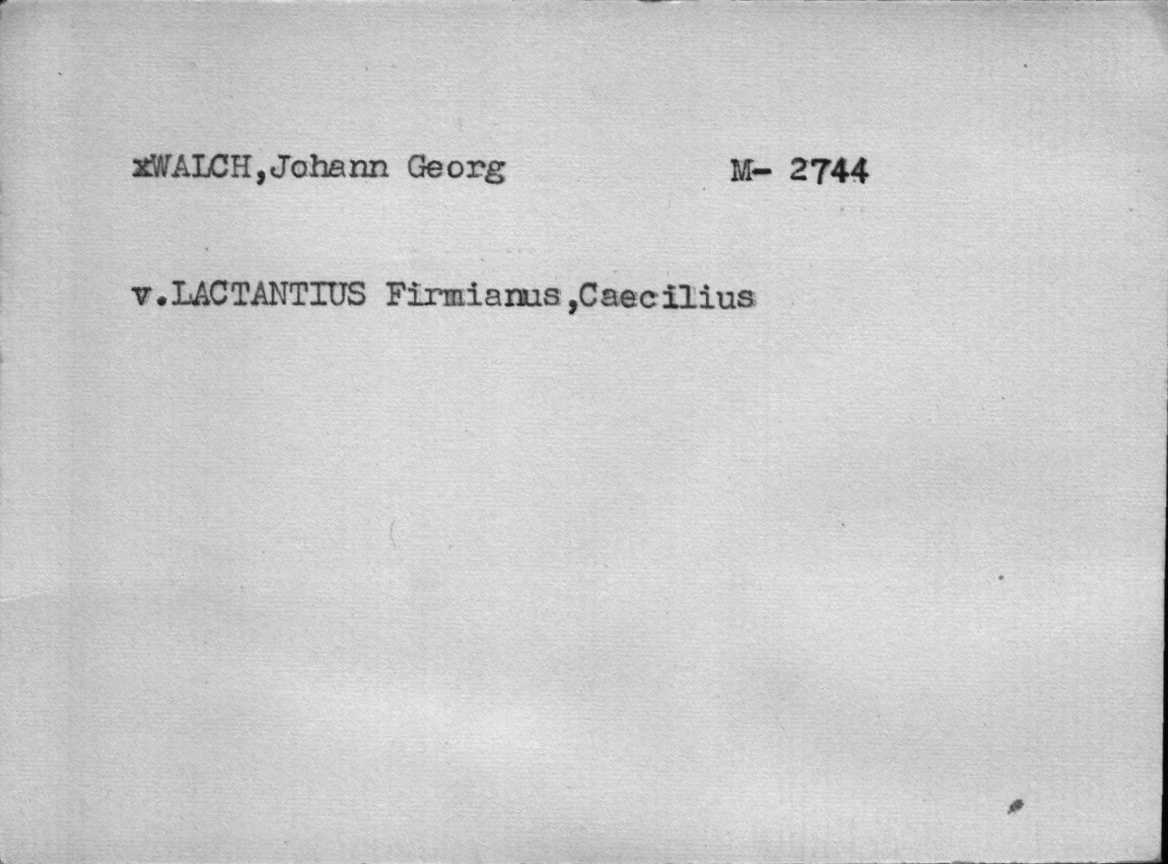 xWALCH,Johann Georg M- 2744
v.LACTANTIUS Firmianus,Caecilius